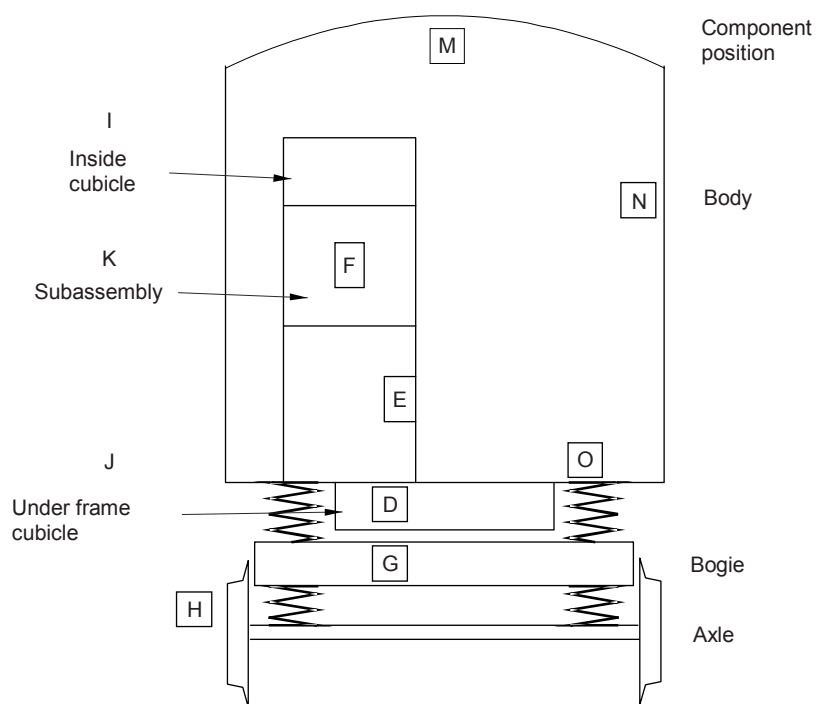 M
Component
position
I
Inside
cubicle
N
Body
K
F
Subassembly
E
J
O
Under frame
cubicle
D
G
Bogie
H
Axle